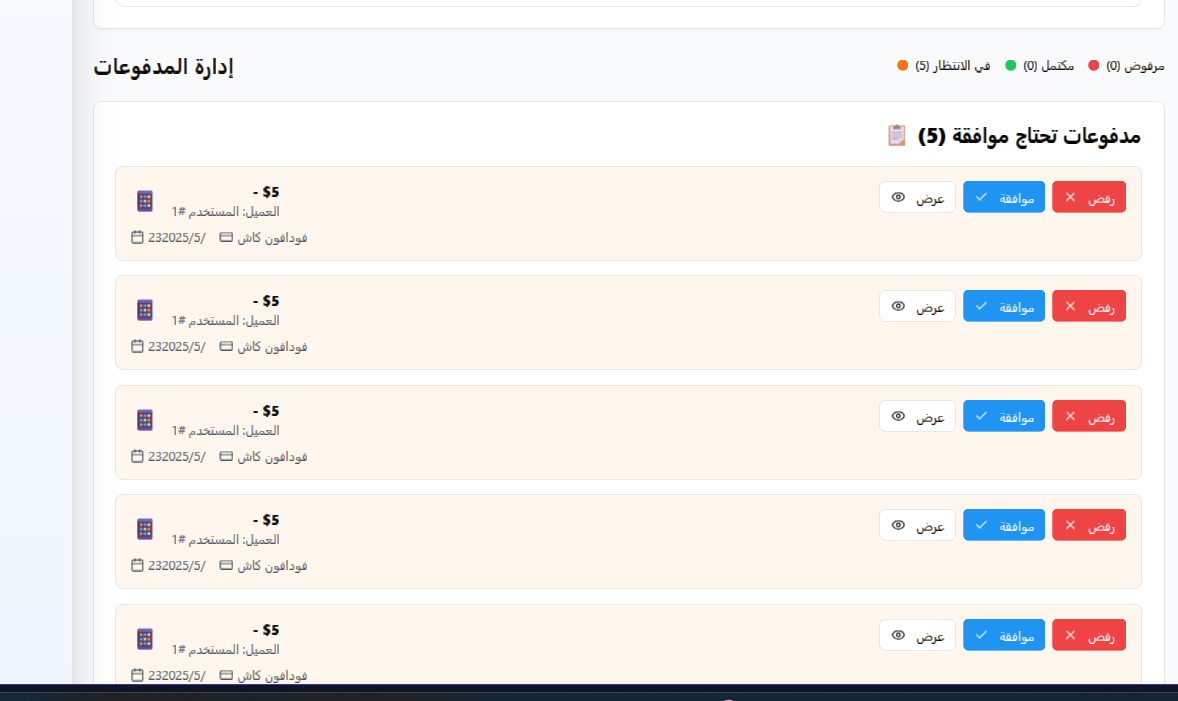 إدارة المدفوعات
في الانتظار (5) مكتمل (0) مرفوض (0)
مدفوعات تحتاج موافقة (5)
- $5
العميل: المستخدم #1
232025/5/ فودافون كاش
عرض موافقة رفض
- $5
العميل: المستخدم #1
232025/5/ فودافون كاش
عرض موافقة رفض
- $5
العميل: المستخدم #1
232025/5/ فودافون كاش
عرض موافقة رفض
- $5
العميل: المستخدم #1
232025/5/ فودافون كاش
عرض موافقة رفض
- $5
العميل: المستخدم #1
232025/5/ فودافون كاش
عرض موافقة رفض